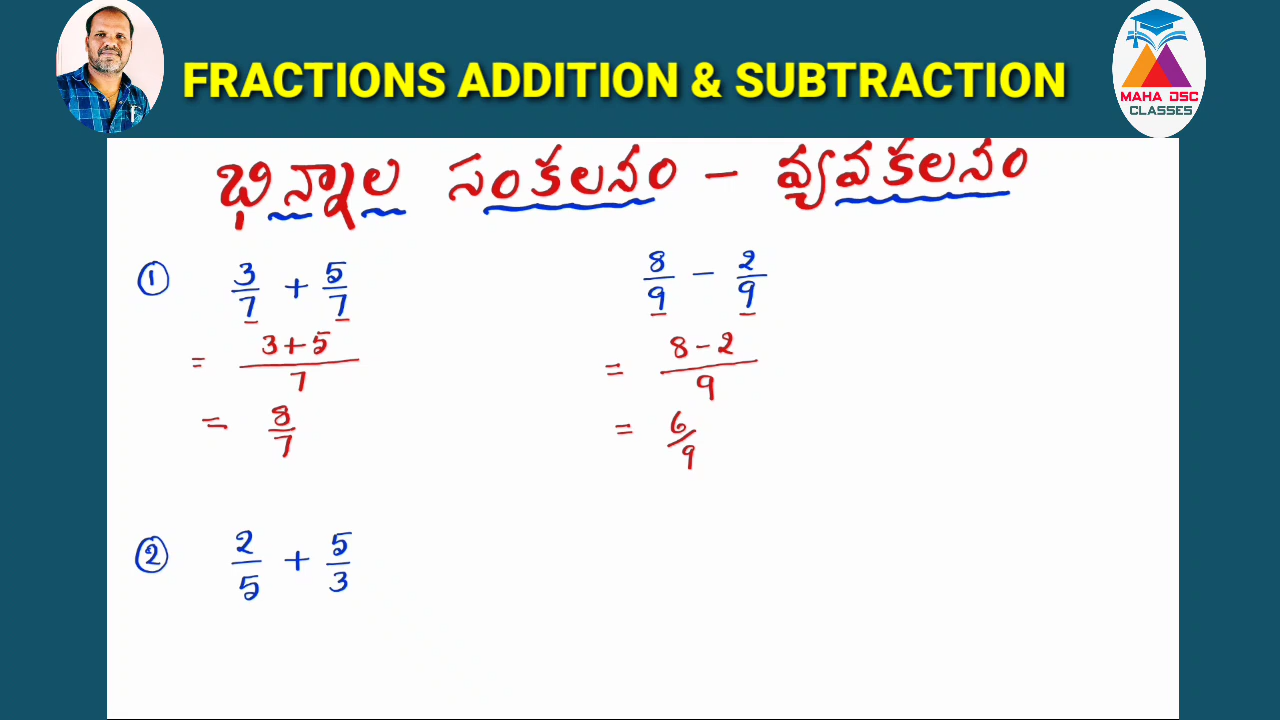 FRACTIONS ADDITION & SUBTRACTION
MAHA DSC
CLASSES
భిన్నాల సంకలనం - వ్యవకలనం
① 3/7 + 5/7
= 3+5/7
= 8/7
8/9 - 2/9
= 8-2/9
= 6/9
② 2/5 + 5/3